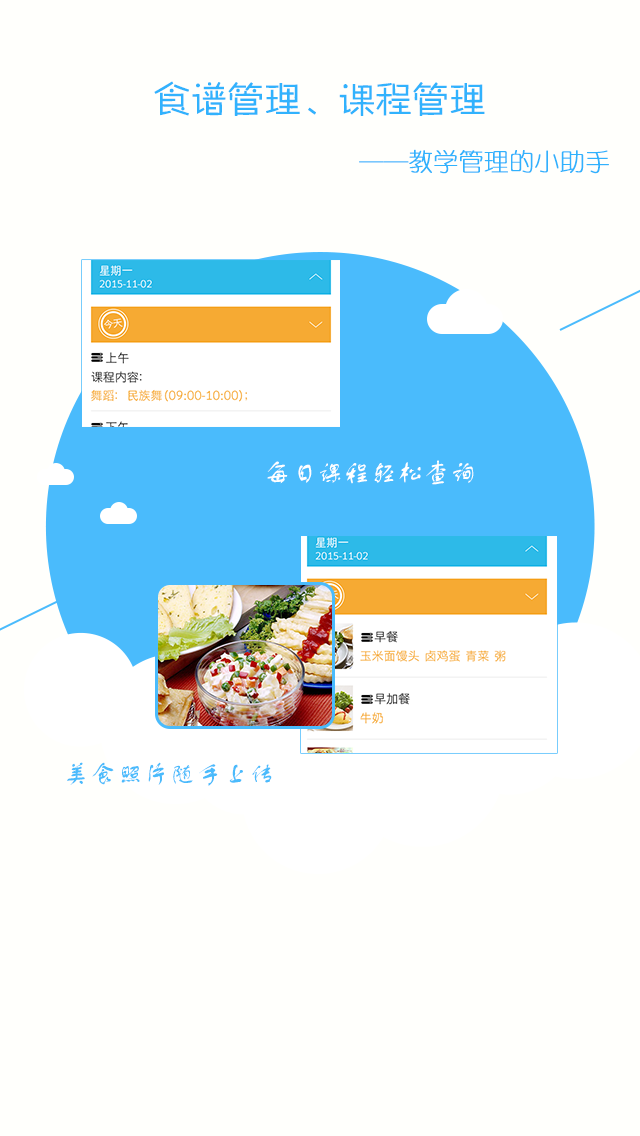 食谱管理、课程管理
——教学管理的小助手
星期一
2015-11-02
今天
上午
课程内容：
舞蹈： 民族舞(09:00-10:00)；
下午
每日课程轻松查询
星期一
2015-11-02
早餐
玉米面馒头 卤鸡蛋 青菜 粥
早加餐
牛奶
美食照片随手上传